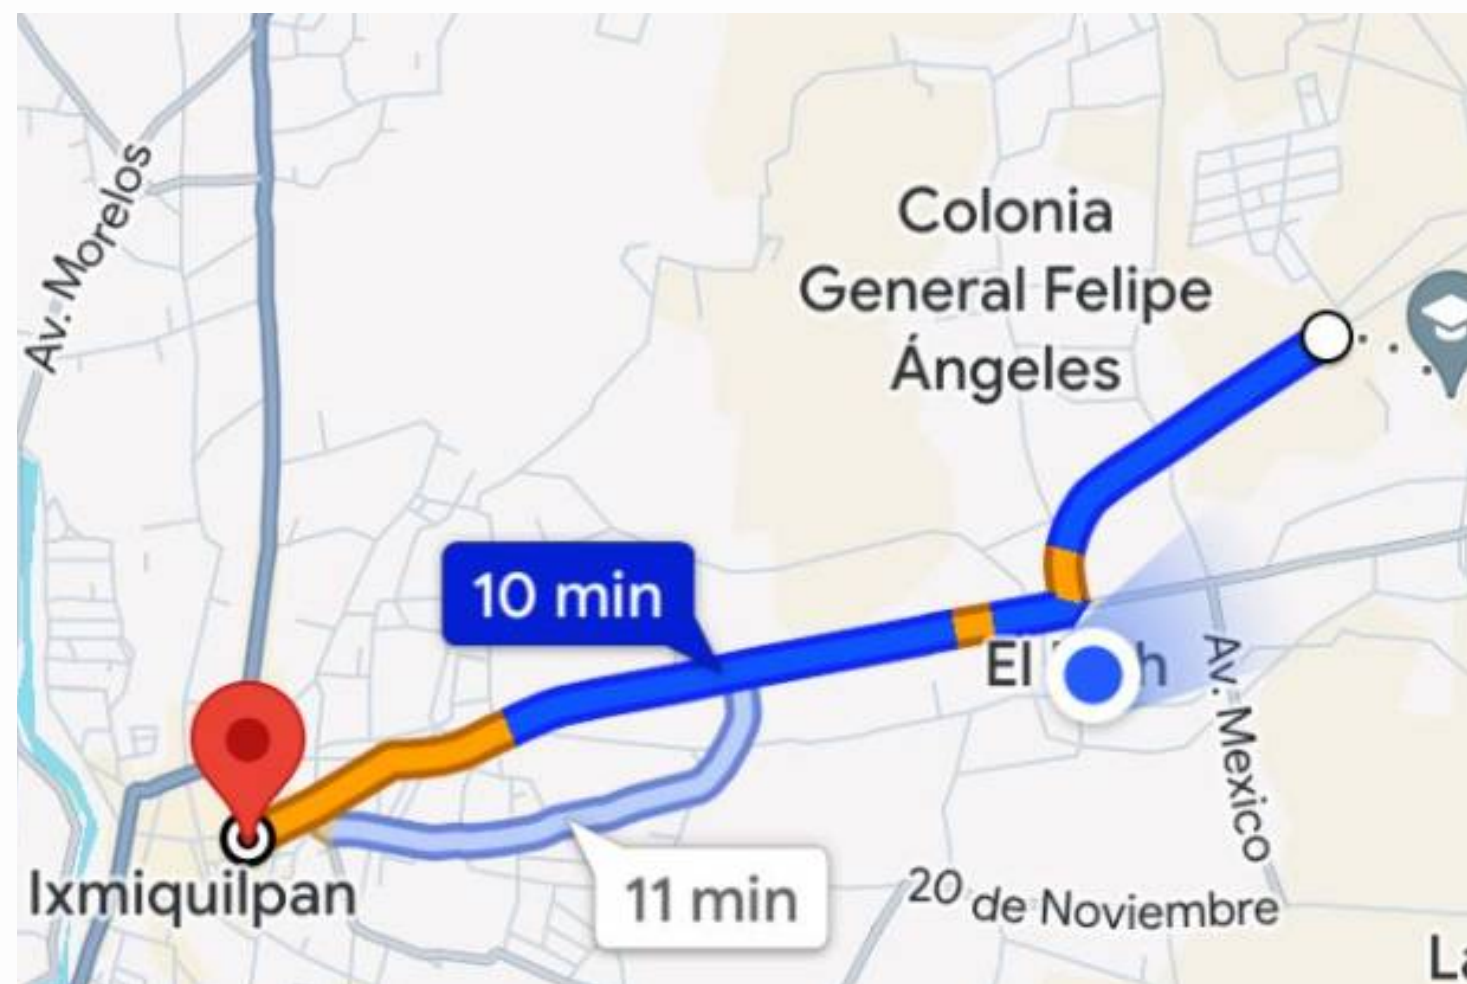 Av. Morelos
Colonia
General Felipe
Ángeles
10 min
El
Av. Mexico
Ixmiquilpan
11 min
20 de Noviembre